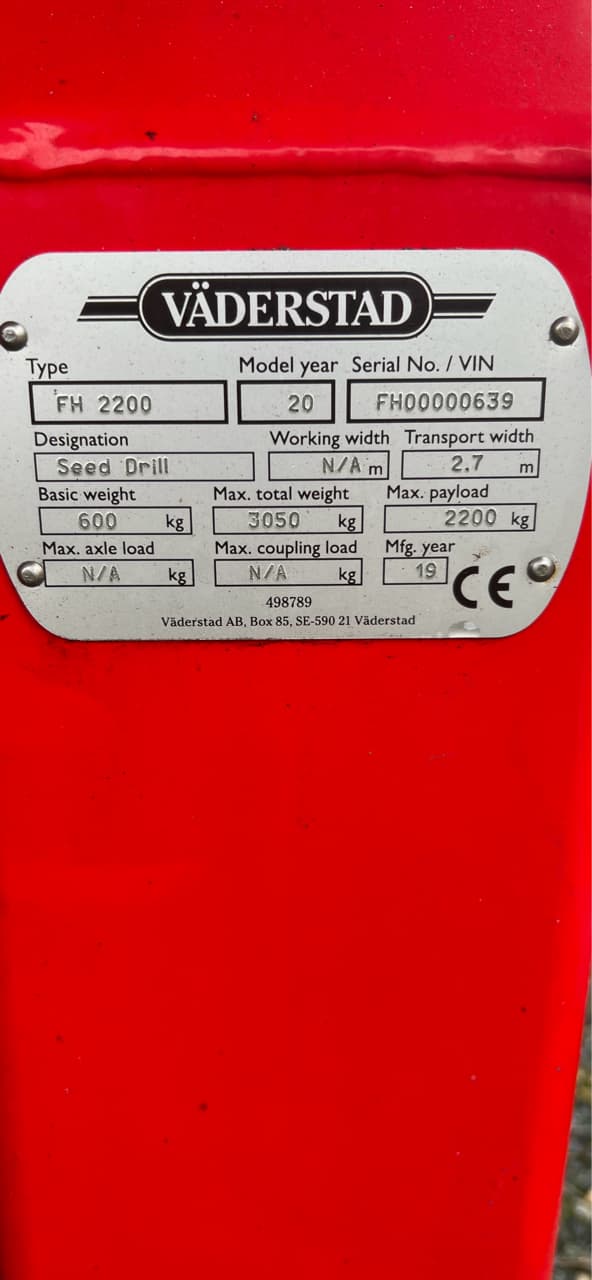 VÄDERSTAD
Type Model year Serial No. / VIN
FH 2200 20 FH00000639
Designation Working width Transport width
Seed Drill N/A m 2.7 m
Basic weight Max. total weight Max. payload
600 kg 3050 kg 2200 kg
Max. axle load Max. coupling load Mfg. year
N/A kg N/A kg 19 CE
498789
Väderstad AB, Box 85, SE-590 21 Väderstad